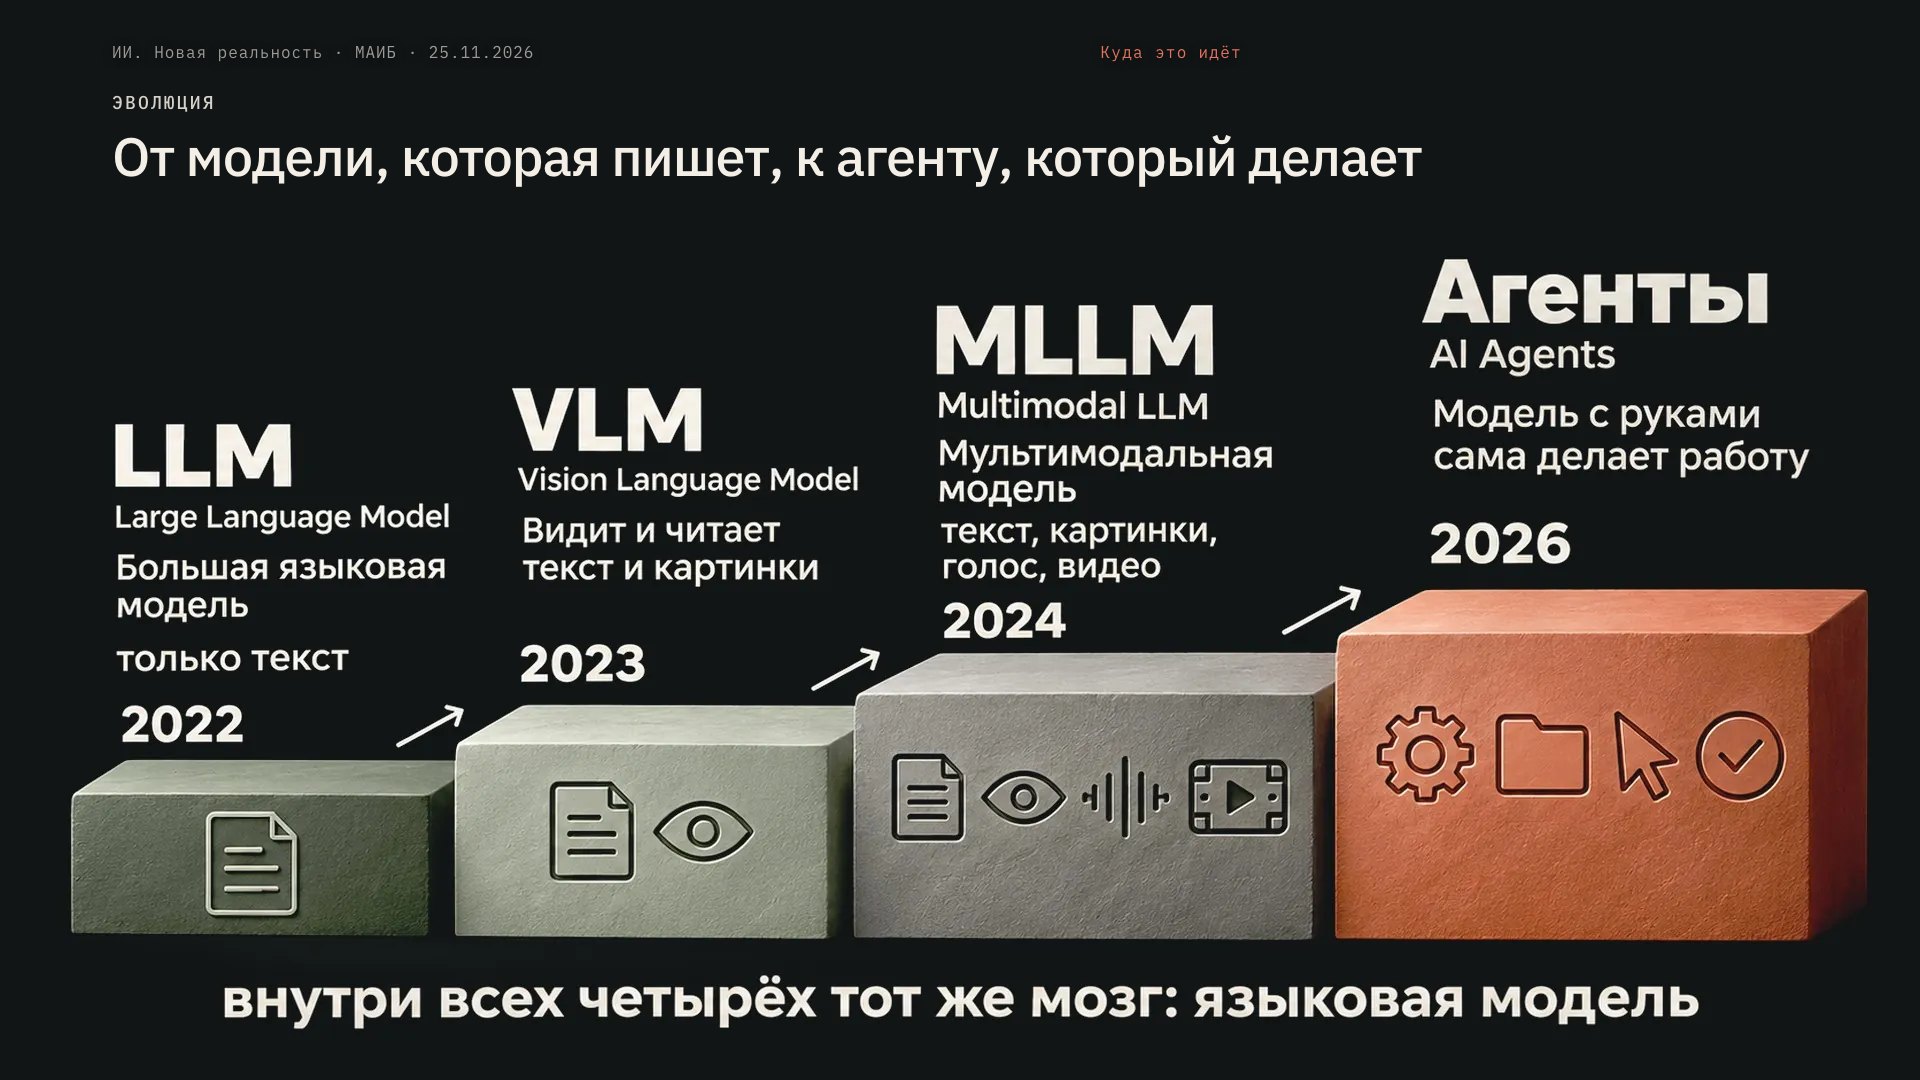 ИИ. Новая реальность · МАИБ · 25.11.2026
Куда это идёт
ЭВОЛЮЦИЯ
От модели, которая пишет, к агенту, который делает
LLM
Large Language Model
Большая языковая
модель
только текст
2022
VLM
Vision Language Model
Видит и читает
текст и картинки
2023
MLLM
Multimodal LLM
Мультимодальная
модель
текст, картинки,
голос, видео
2024
Агенты
AI Agents
Модель с руками
сама делает работу
2026
внутри всех четырёх тот же мозг: языковая модель